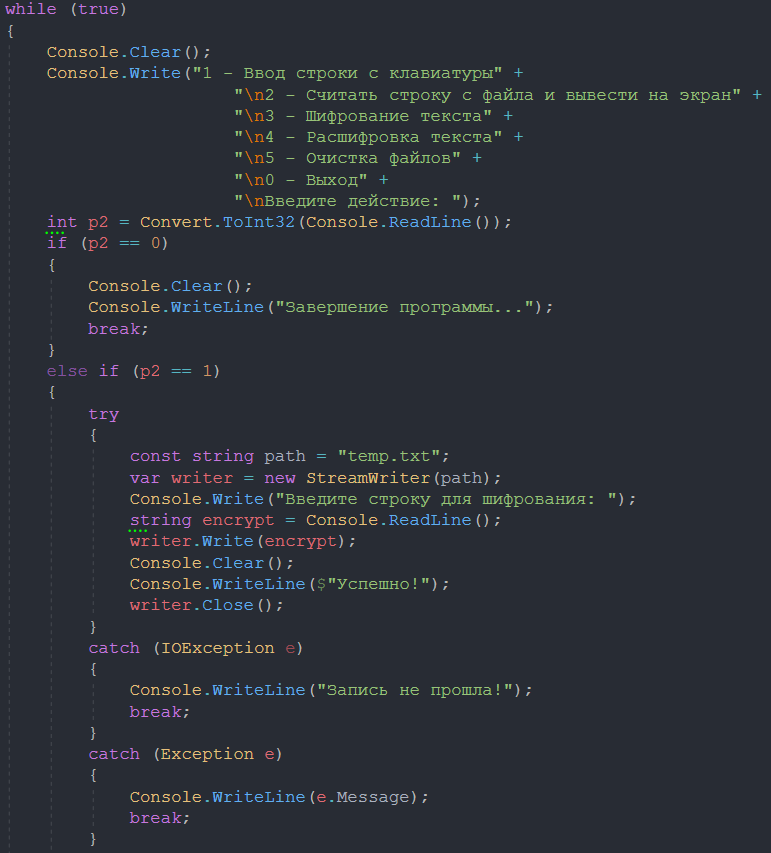 while (true)
{
    Console.Clear();
    Console.Write("1 - Ввод строки с клавиатуры" +
                      "\n2 - Считать строку с файла и вывести на экран" +
                      "\n3 - Шифрование текста" +
                      "\n4 - Расшифровка текста" +
                      "\n5 - Очистка файлов" +
                      "\n0 - Выход" +
                      "\nВведите действие: ");
    int p2 = Convert.ToInt32(Console.ReadLine());
    if (p2 == 0)
    {
        Console.Clear();
        Console.WriteLine("Завершение программы...");
        break;
    }
    else if (p2 == 1)
    {
        try
        {
            const string path = "temp.txt";
            var writer = new StreamWriter(path);
            Console.Write("Введите строку для шифрования: ");
            string encrypt = Console.ReadLine();
            writer.Write(encrypt);
            Console.Clear();
            Console.WriteLine($"Успешно!");
            writer.Close();
        }
        catch (IOException e)
        {
            Console.WriteLine("Запись не прошла!");
            break;
        }
        catch (Exception e)
        {
            Console.WriteLine(e.Message);
            break;
        }